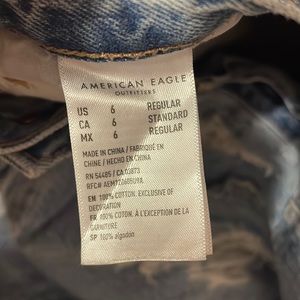 AMERICAN EAGLE
OUTFITTERS
US 6 REGULAR
CA 6 STANDARD
MX 6 REGULAR
MADE IN CHINA / FABRIQUÉ EN
CHINE / HECHO EN CHINA
RN 54485 / CA 03873
EN 100% COTTON. EXCLUSIVE OF
DECORATION
FR 100% COTON. À L'EXCEPTION DE LA
GARNITURE
SP 100% algodon